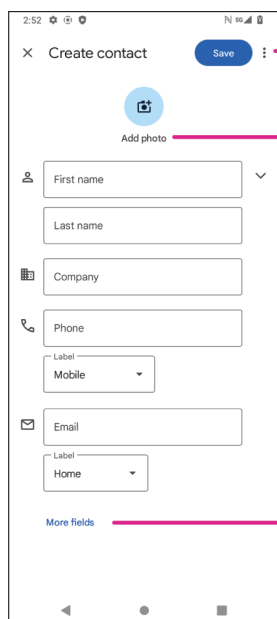 2:52 5G
Create contact Save
Add photo
First name
Last name
Company
Phone
Label
Mobile
Email
Label
Home
More fields